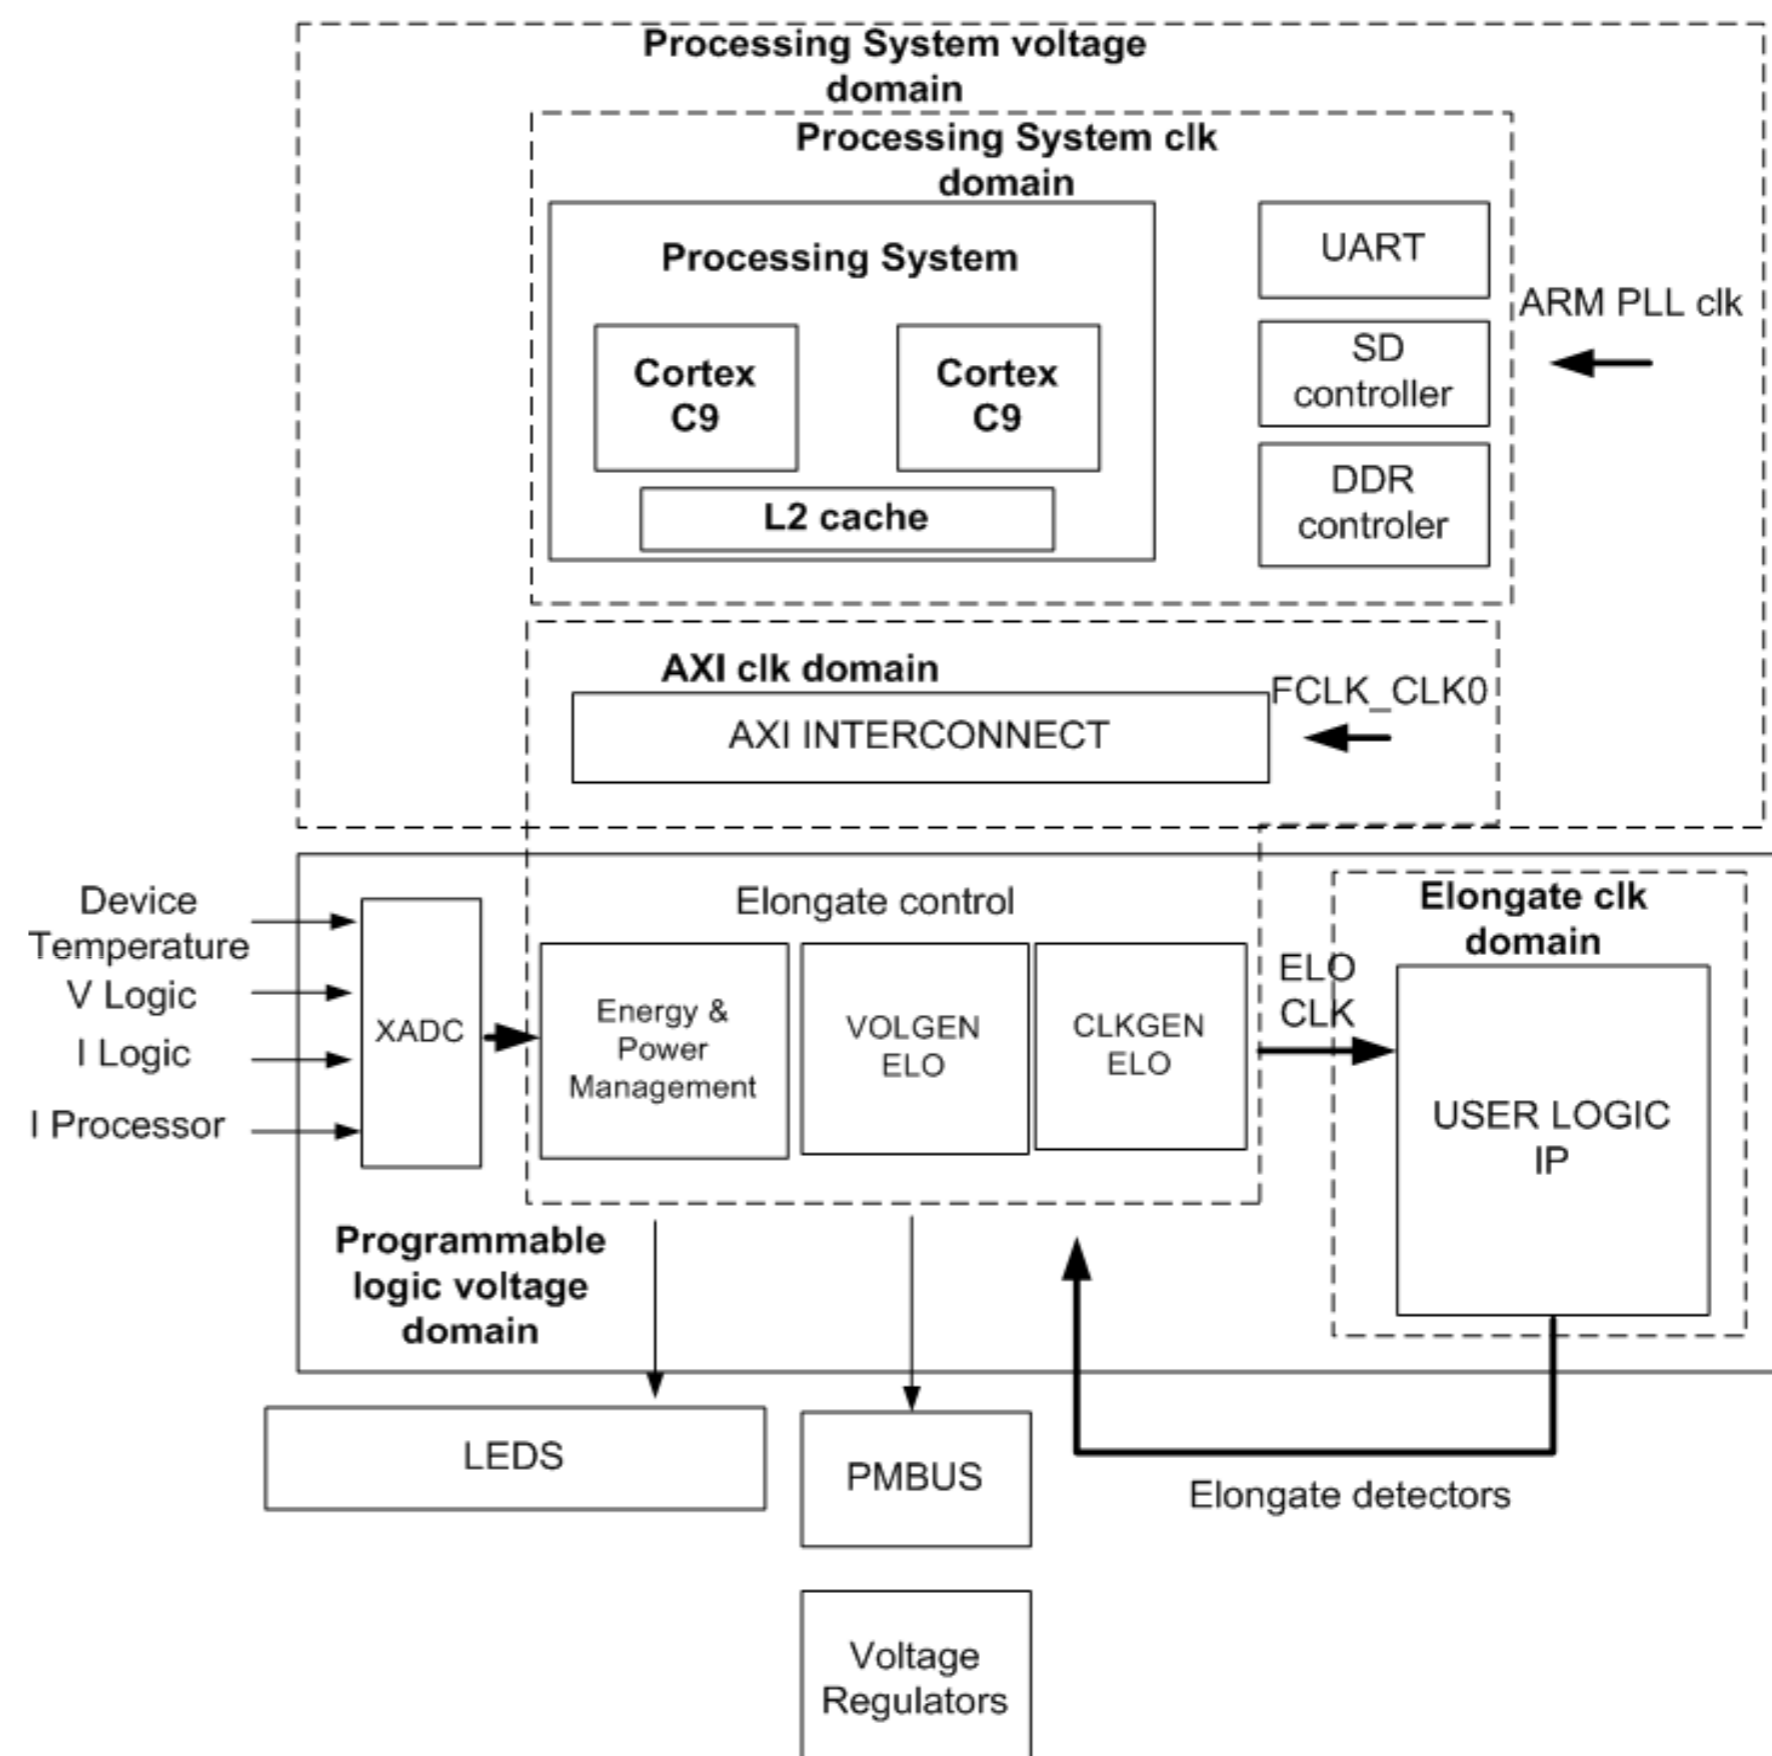 Processing System voltage
domain
Processing System clk
domain
Processing System
UART
ARM PLL clk
SD
controller
Cortex
C9
Cortex
C9
DDR
controler
L2 cache
AXI clk domain
FCLK_CLK0
AXI INTERCONNECT
Device
Temperature
V Logic
I Logic
I Processor
XADC
Elongate control
Energy &
Power
Management
VOLGEN
ELO
CLKGEN
ELO
ELO
CLK
Elongate clk
domain
USER LOGIC
IP
Programmable
logic voltage
domain
LEDS
PMBUS
Elongate detectors
Voltage
Regulators